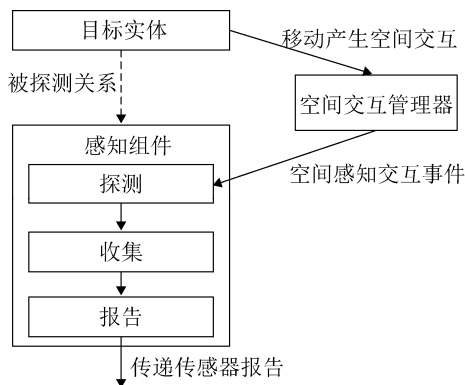 目标实体
移动产生空间交互
被探测关系
空间交互管理器
感知组件
探测
空间感知交互事件
收集
报告
传递传感器报告